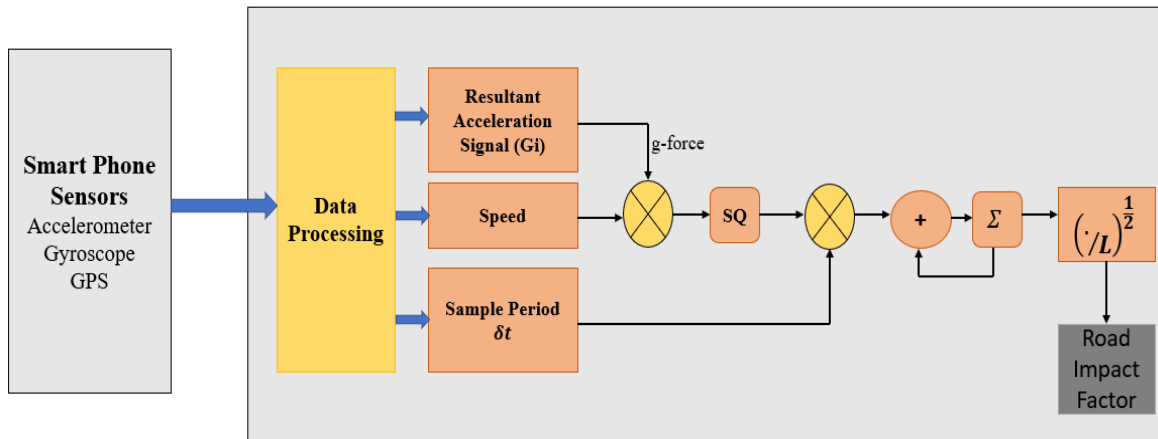 Smart Phone
Sensors
Accelerometer
Gyroscope
GPS
Data
Processing
Resultant
Acceleration
Signal (Gi)
g-force
Speed
SQ
Sample Period
δt
+
Σ
(·/L)^1/2
Road
Impact
Factor